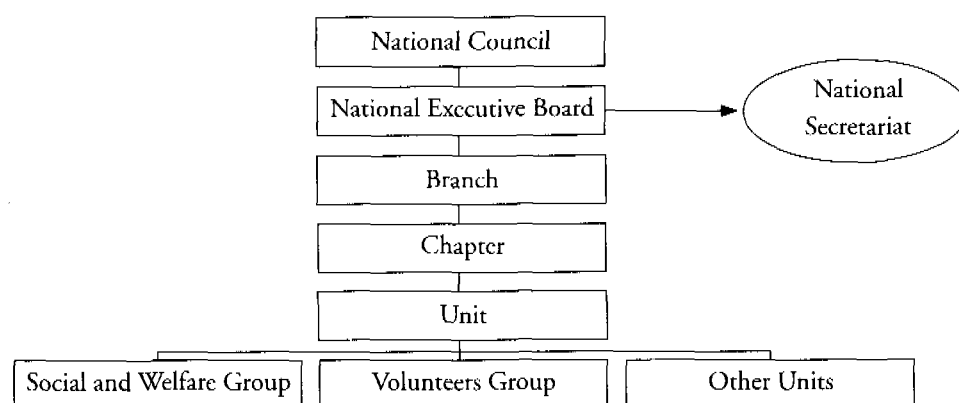 National Council
National Executive Board
National
Secretariat
Branch
Chapter
Unit
Social and Welfare Group
Volunteers Group
Other Units